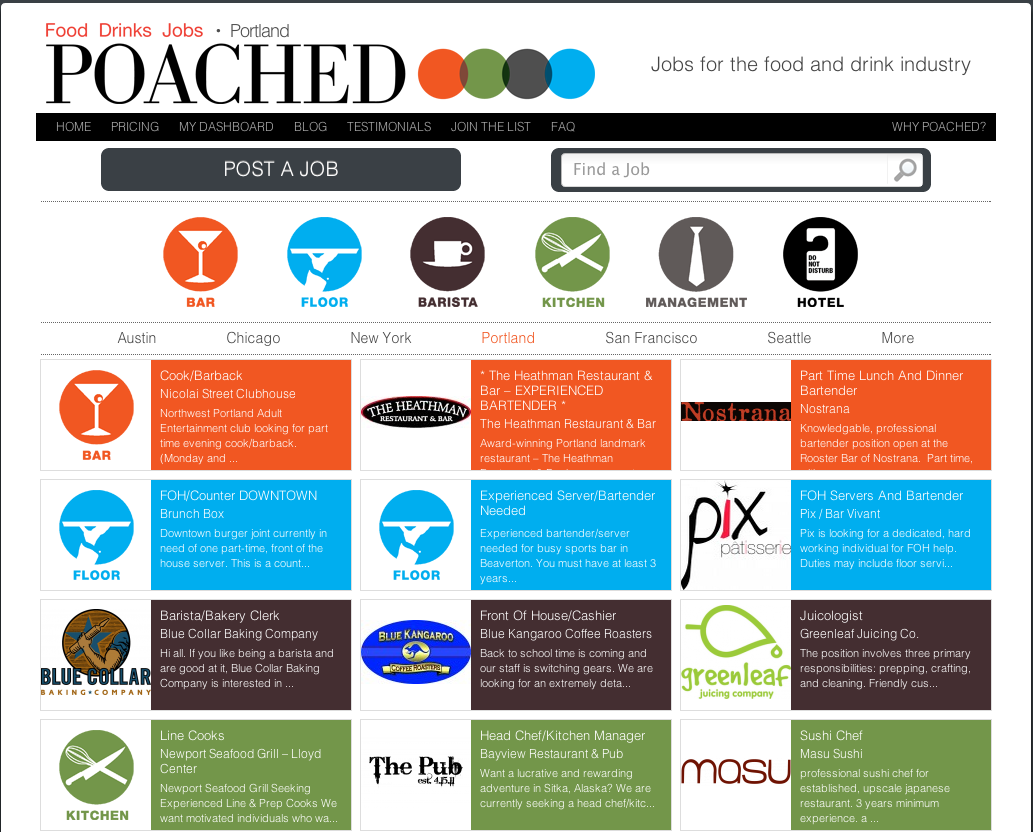 Food Drinks Jobs • Portland
POACHED
Jobs for the food and drink industry
HOME PRICING MY DASHBOARD BLOG TESTIMONIALS JOIN THE LIST FAQ WHY POACHED?
POST A JOB
Find a Job
DO
NOT
DISTURB
BAR FLOOR BARISTA KITCHEN MANAGEMENT HOTEL
Austin Chicago New York Portland San Francisco Seattle More
BAR
Cook/Barback
Nicolai Street Clubhouse
Northwest Portland Adult
Entertainment club looking for part
time evening cook/barback.
(Monday and ...
THE HEATHMAN
RESTAURANT & BAR
* The Heathman Restaurant &
Bar – EXPERIENCED
BARTENDER *
The Heathman Restaurant & Bar
Award-winning Portland landmark
restaurant – The Heathman
Nostrana
Part Time Lunch And Dinner
Bartender
Nostrana
Knowledgable, professional
bartender position open at the
Rooster Bar of Nostrana. Part time,
FLOOR
FOH/Counter DOWNTOWN
Brunch Box
Downtown burger joint currently in
need of one part-time, front of the
house server. This is a count...
FLOOR
Experienced Server/Bartender
Needed
Experienced bartender/server
needed for busy sports bar in
Beaverton. You must have at least 3
years...
pix
pâtisserie
FOH Servers And Bartender
Pix / Bar Vivant
Pix is looking for a dedicated, hard
working individual for FOH help.
Duties may include floor servi...
BLUE COLLAR
BAKING•COMPANY
Barista/Bakery Clerk
Blue Collar Baking Company
Hi all. If you like being a barista and
are good at it, Blue Collar Baking
Company is interested in ...
BLUE KANGAROO
COFFEE ROASTERS
Front Of House/Cashier
Blue Kangaroo Coffee Roasters
Back to school time is coming and
our staff is switching gears. We are
looking for an extremely deta...
greenleaf
juicing company
Juicologist
Greenleaf Juicing Co.
The position involves three primary
responsibilities: prepping, crafting,
and cleaning. Friendly cus...
KITCHEN
Line Cooks
Newport Seafood Grill – Lloyd
Center
Newport Seafood Grill Seeking
Experienced Line & Prep Cooks We
want motivated individuals who wa...
The Pub
est. 4.15.11
Head Chef/Kitchen Manager
Bayview Restaurant & Pub
Want a lucrative and rewarding
adventure in Sitka, Alaska? We are
currently seeking a head chef/kitc...
masu
Sushi Chef
Masu Sushi
professional sushi chef for
established, upscale japanese
restaurant. 3 years minimum
experience. a ...